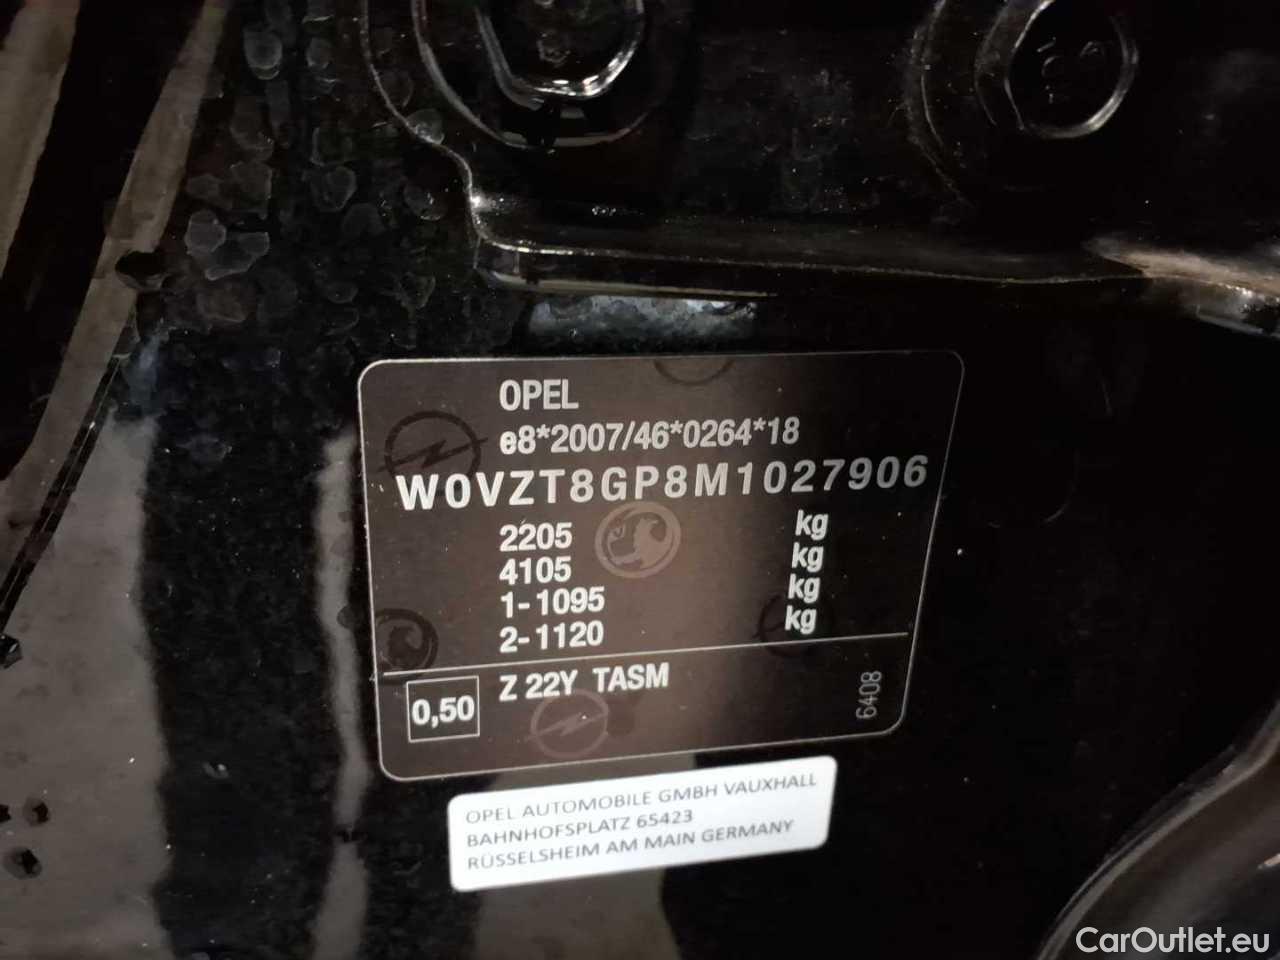 OPEL
e8*2007/46*0264*18
W0VZT8GP8M1027906
2205 kg
4105 kg
1-1095 kg
2-1120 kg
0,50 Z 22Y TASM
6408
OPEL AUTOMOBILE GMBH VAUXHALL
BAHNHOFSPLATZ 65423
RÜSSELSHEIM AM MAIN GERMANY
CarOutlet.eu